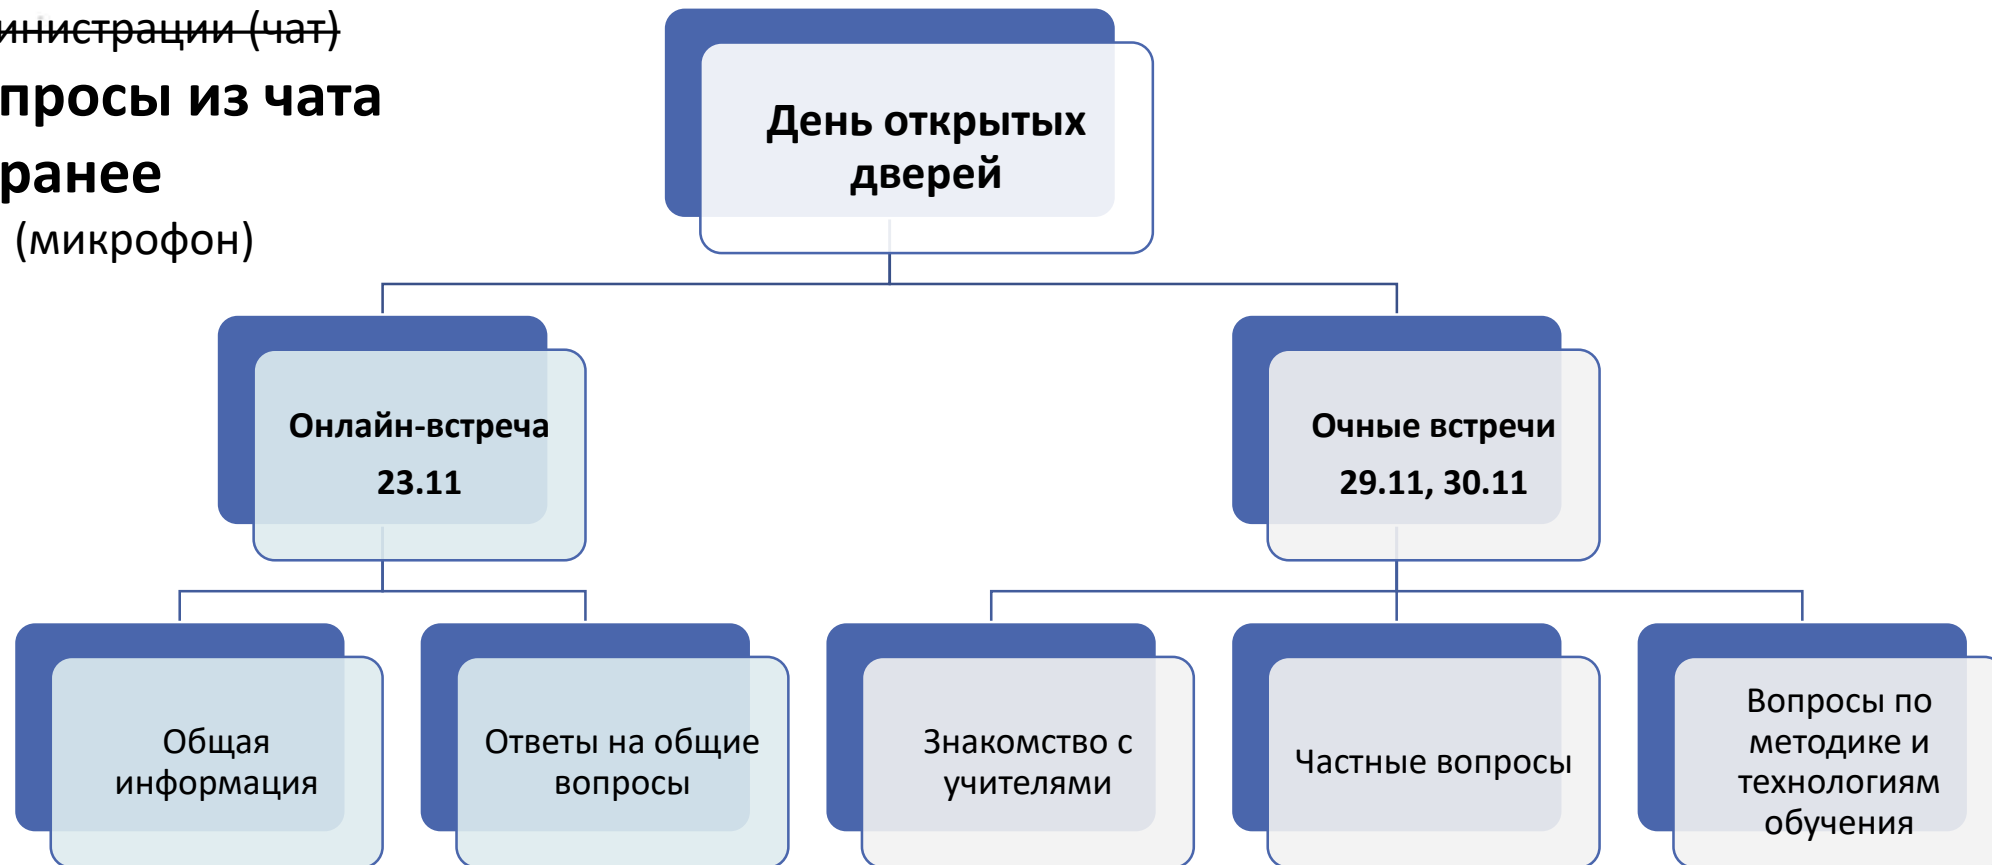 инистрации (чат)
просы из чата
ранее
(микрофон)
День открытых
дверей
Онлайн-встреча
23.11
Очные встречи
29.11, 30.11
Общая
информация
Ответы на общие
вопросы
Знакомство с
учителями
Частные вопросы
Вопросы по
методике и
технологиям
обучения